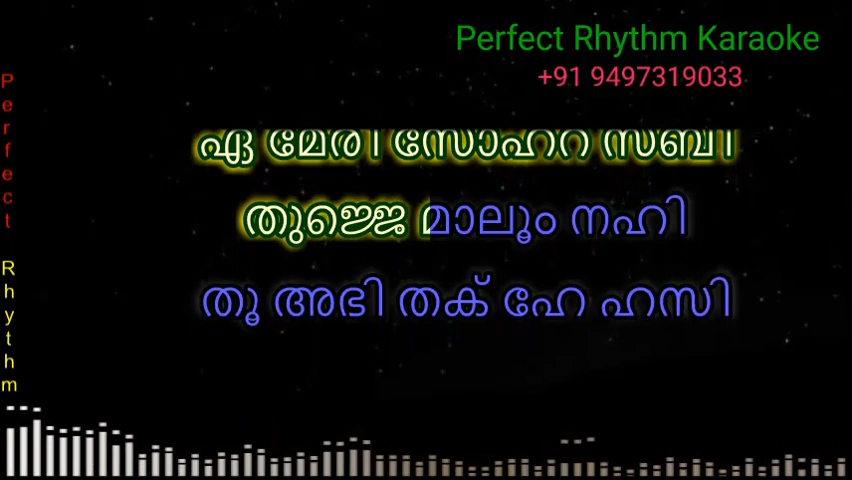 Perfect Rhythm Karaoke
+91 9497319033
ഏ മേരി സോഹറ സബി
തുജ്ജെ മാലൂം നഹി
തൂ അഭി തക് ഹേ ഹസി
Perfect Rhythm